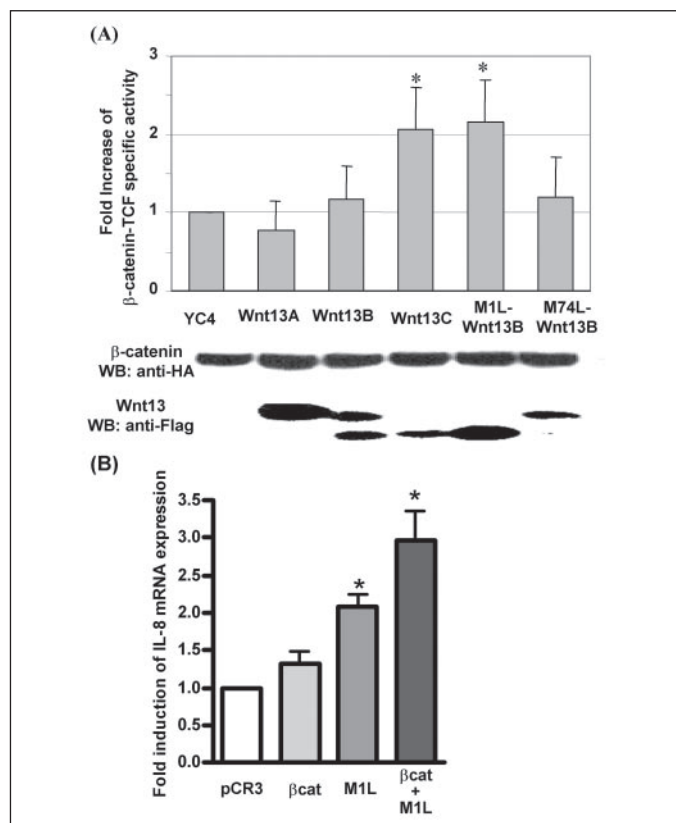 (A)
Fold Increase of
β-catenin-TCF specific activity
3
2
1
0
* *
YC4 Wnt13A Wnt13B Wnt13C M1L-Wnt13B M74L-Wnt13B
β-catenin
WB: anti-HA
Wnt13
WB: anti-Flag
(B)
Fold induction of IL-8 mRNA expression
3.5
3.0
2.5
2.0
1.5
1.0
0.5
0.0
* *
pCR3 βcat M1L βcat + M1L